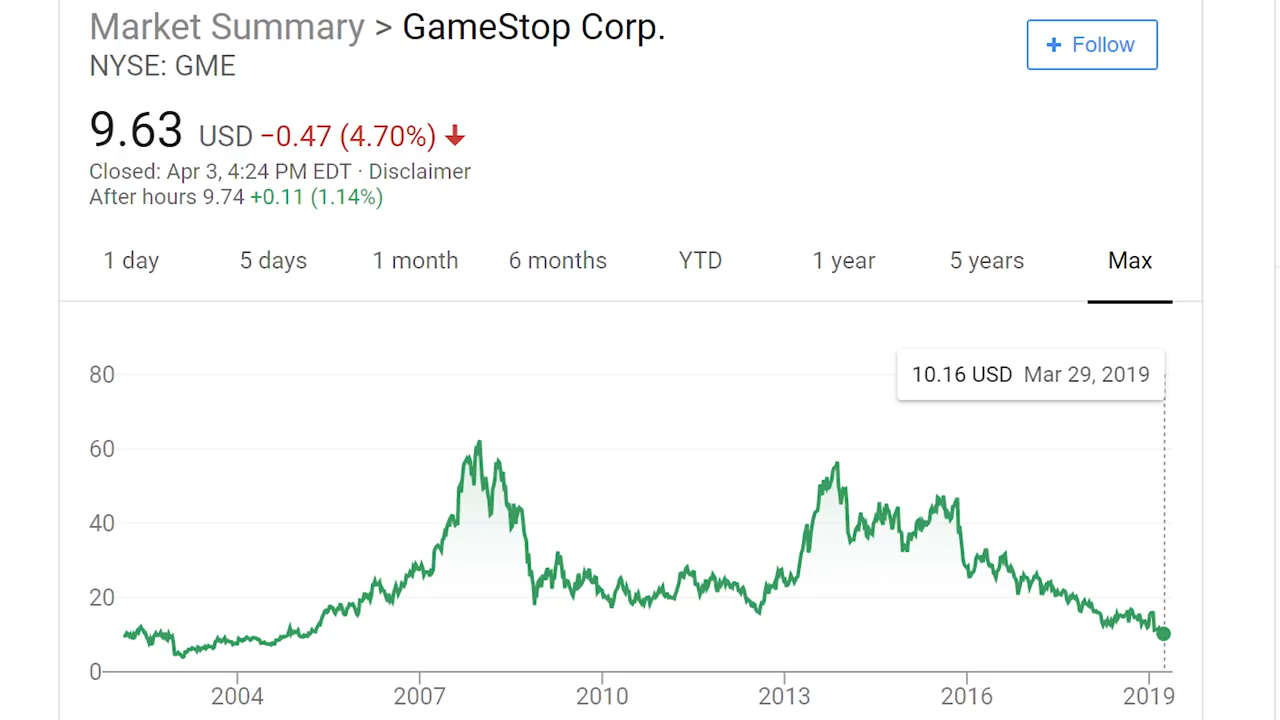 Market Summary > GameStop Corp.
NYSE: GME
+ Follow
9.63 USD −0.47 (4.70%) ↓
Closed: Apr 3, 4:24 PM EDT · Disclaimer
After hours 9.74 +0.11 (1.14%)
1 day 5 days 1 month 6 months YTD 1 year 5 years Max
80
10.16 USD Mar 29, 2019
60
40
20
0
2004 2007 2010 2013 2016 2019